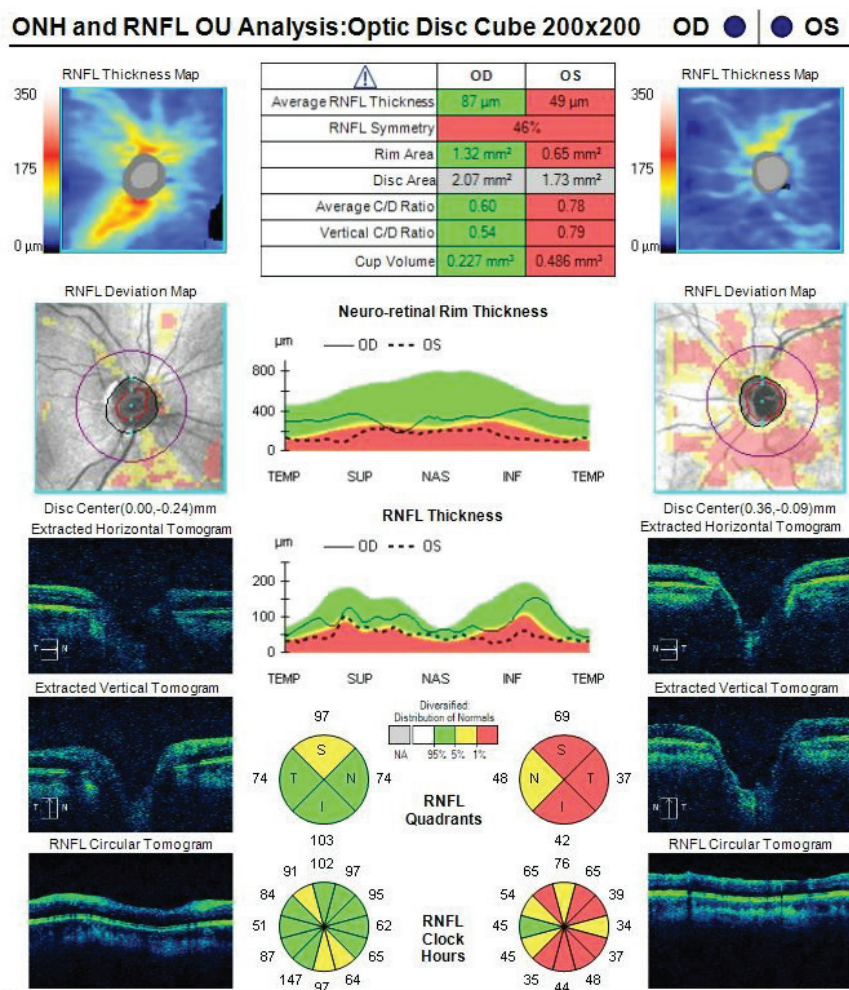 ONH and RNFL OU Analysis:Optic Disc Cube 200x200 OD OS
RNFL Thickness Map
350
175
0 µm
OD OS
Average RNFL Thickness 87 µm 49 µm
RNFL Symmetry 46%
Rim Area 1.32 mm² 0.65 mm²
Disc Area 2.07 mm² 1.73 mm²
Average C/D Ratio 0.60 0.78
Vertical C/D Ratio 0.54 0.79
Cup Volume 0.227 mm³ 0.486 mm³
RNFL Thickness Map
350
175
0 µm
RNFL Deviation Map
Disc Center(0.00,-0.24)mm
Neuro-retinal Rim Thickness
µm OD OS
800
400
0
TEMP SUP NAS INF TEMP
RNFL Deviation Map
Disc Center(0.36,-0.09)mm
Extracted Horizontal Tomogram
T N
RNFL Thickness
µm OD OS
200
100
0
TEMP SUP NAS INF TEMP
Extracted Horizontal Tomogram
N T
Extracted Vertical Tomogram
T N
97
S
74 T N 74
I
103
Diversified:
Distribution of Normals
NA 95% 5% 1%
RNFL
Quadrants
69
S
48 N T 37
I
42
Extracted Vertical Tomogram
N T
RNFL Circular Tomogram
102
91 97
84 95
51 62
87 65
147 64
97
RNFL
Clock
Hours
76
65 65
54 39
45 34
45 37
35 48
44
RNFL Circular Tomogram